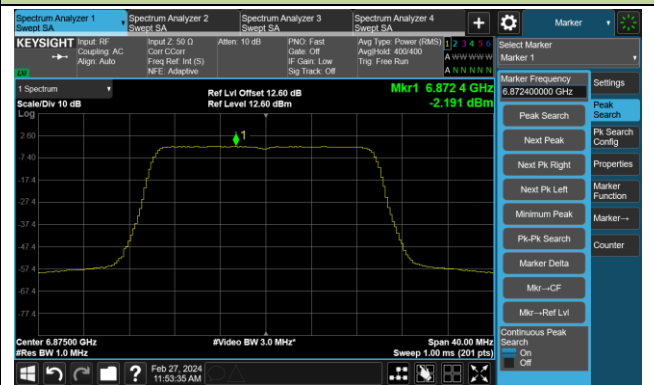 Spectrum Analyzer 1
Swept SA
Spectrum Analyzer 2
Swept SA
Spectrum Analyzer 3
Swept SA
Spectrum Analyzer 4
Swept SA
+
Marker
KEYSIGHT
Input: RF
Coupling: AC
Align: Auto
Input Z: 50 Ω
Corr CCorr
Freq Ref: Int (S)
NFE: Adaptive
Atten: 10 dB
PNO: Fast
Gate: Off
IF Gain: Low
Sig Track: Off
Avg Type: Power (RMS)
Avg|Hold: 400/400
Trig: Free Run
1 2 3 4 5 6
A W W W W W
A N N N N N
Select Marker
Marker 1
1 Spectrum
Scale/Div 10 dB
Log
Ref Lvl Offset 12.60 dB
Ref Level 12.60 dBm
Mkr1 6.872 4 GHz
-2.191 dBm
1
2.60
-7.40
-17.4
-27.4
-37.4
-47.4
-57.4
-67.4
-77.4
Center 6.87500 GHz
#Res BW 1.0 MHz
#Video BW 3.0 MHz*
Span 40.00 MHz
Sweep 1.00 ms (201 pts)
Marker Frequency
6.872400000 GHz
Peak Search
Next Peak
Next Pk Right
Next Pk Left
Minimum Peak
Pk-Pk Search
Marker Delta
Mkr→CF
Mkr→Ref Lvl
Continuous Peak
Search
On
Off
Settings
Peak
Search
Pk Search
Config
Properties
Marker
Function
Marker→
Counter
?
Feb 27, 2024
11:53:35 AM